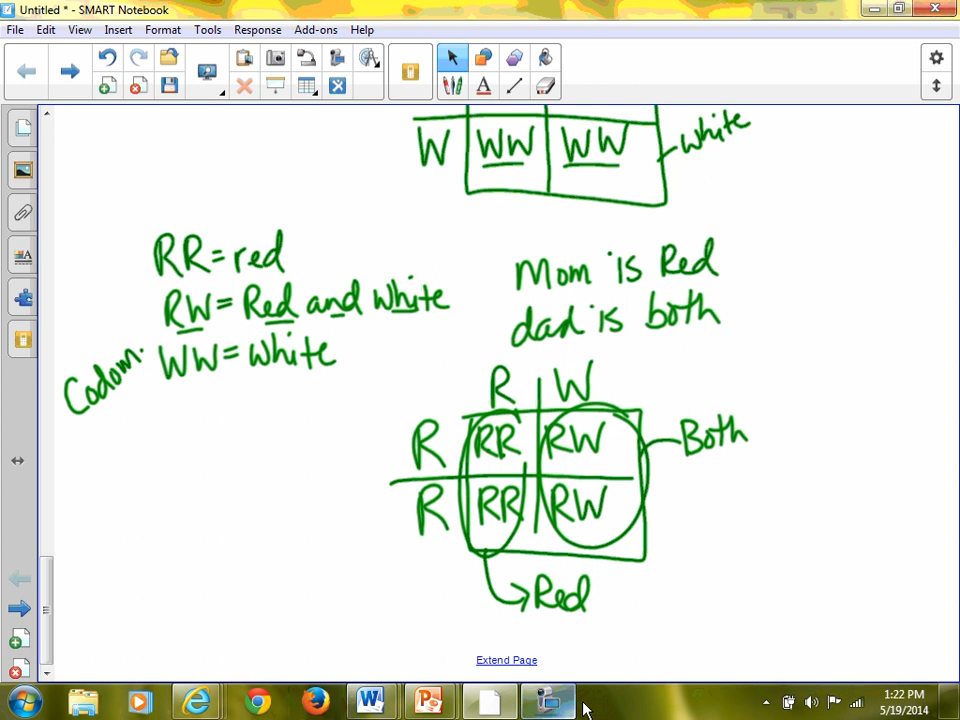 Untitled * - SMART Notebook
File Edit View Insert Format Tools Response Add-ons Help
W WW WW white
RR = red
RW = Red and white
Codom. WW = white
Mom is Red
dad is both
R W
R RR RW Both
R RR RW
Red
Extend Page
1:22 PM
5/19/2014